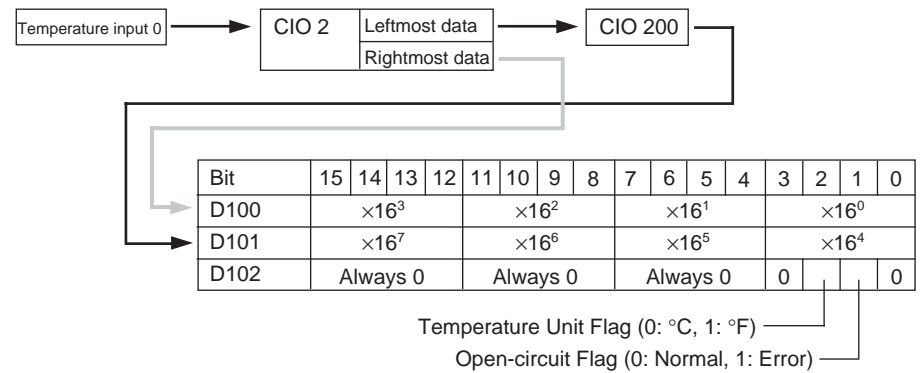 Temperature input 0 CIO 2 Leftmost data CIO 200
Rightmost data
Bit 15 14 13 12 11 10 9 8 7 6 5 4 3 2 1 0
D100 ×16³ ×16² ×16¹ ×16⁰
D101 ×16⁷ ×16⁶ ×16⁵ ×16⁴
D102 Always 0 Always 0 Always 0 0 0
Temperature Unit Flag (0: °C, 1: °F)
Open-circuit Flag (0: Normal, 1: Error)